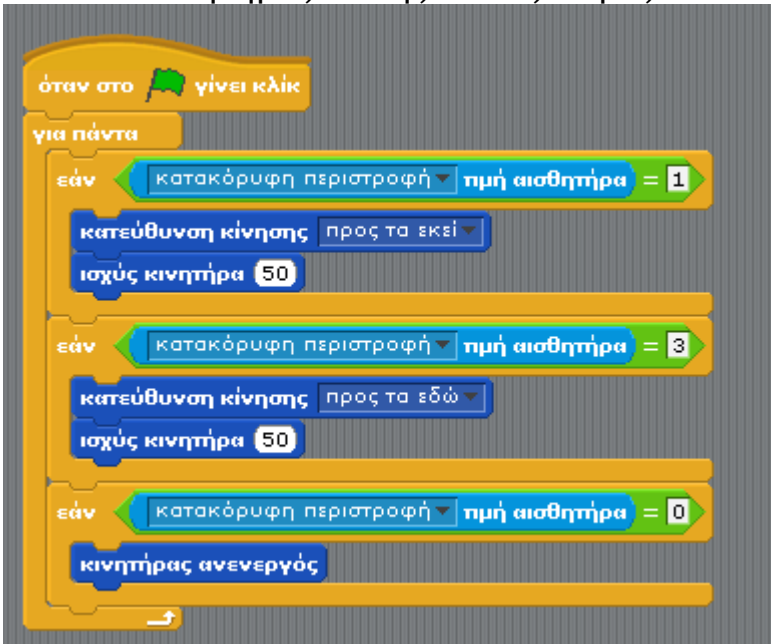 όταν στο γίνει κλίκ
για πάντα
εάν κατακόρυφη περιστροφή τιμή αισθητήρα = 1
κατεύθυνση κίνησης προς τα εκεί
ισχύς κινητήρα 50
εάν κατακόρυφη περιστροφή τιμή αισθητήρα = 3
κατεύθυνση κίνησης προς τα εδώ
ισχύς κινητήρα 50
εάν κατακόρυφη περιστροφή τιμή αισθητήρα = 0
κινητήρας ανενεργός